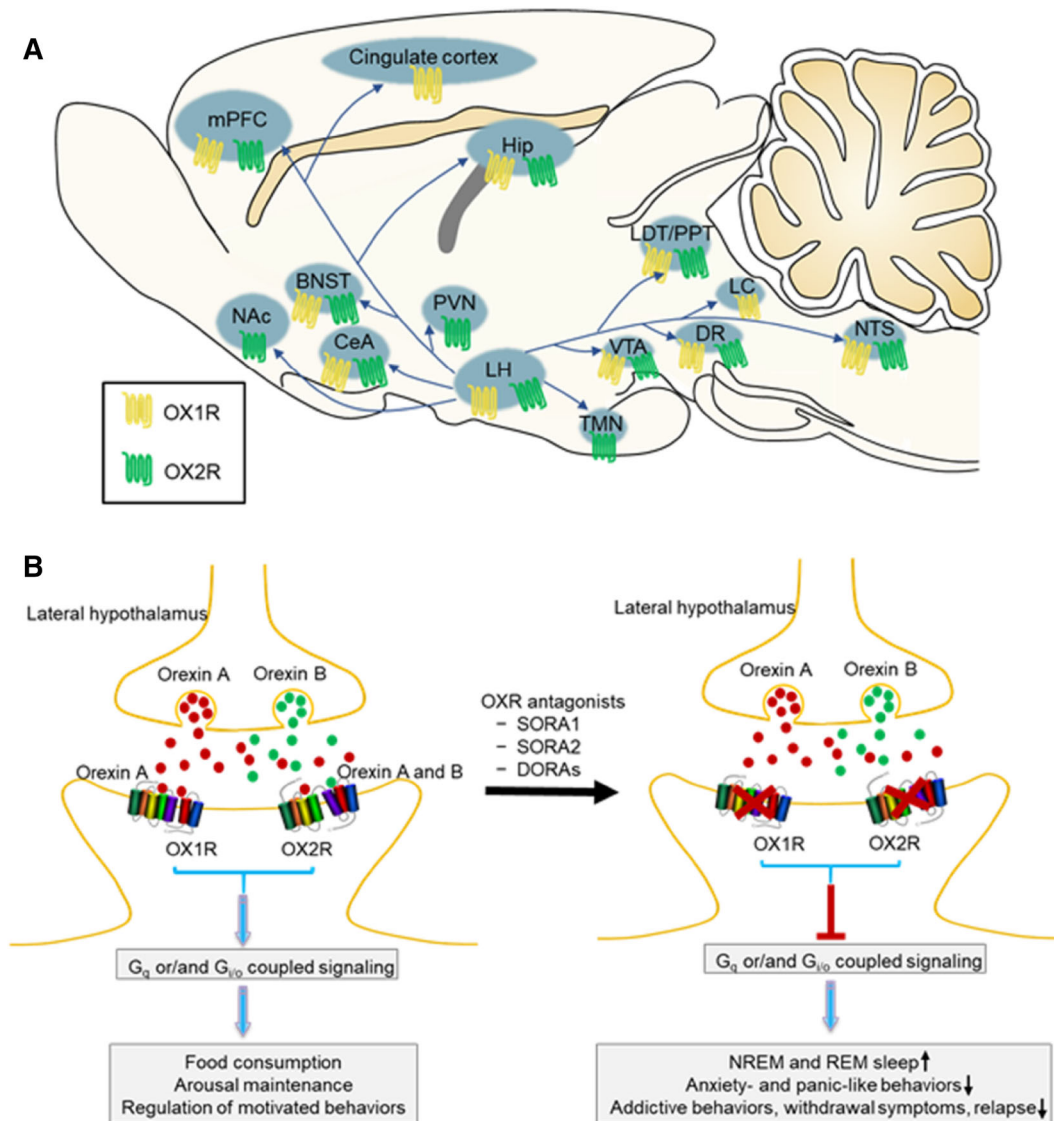 A
Cingulate cortex
mPFC
Hip
LDT/PPT
BNST
PVN
LC
NAc
CeA
LH
VTA
DR
NTS
TMN
OX1R
OX2R
B
Lateral hypothalamus
Orexin A
Orexin B
Orexin A
Orexin A and B
OX1R
OX2R
Gq or/and Gi/o coupled signaling
Food consumption
Arousal maintenance
Regulation of motivated behaviors
OXR antagonists
– SORA1
– SORA2
– DORAs
Lateral hypothalamus
Orexin A
Orexin B
OX1R
OX2R
Gq or/and Gi/o coupled signaling
NREM and REM sleep↑
Anxiety- and panic-like behaviors↓
Addictive behaviors, withdrawal symptoms, relapse↓